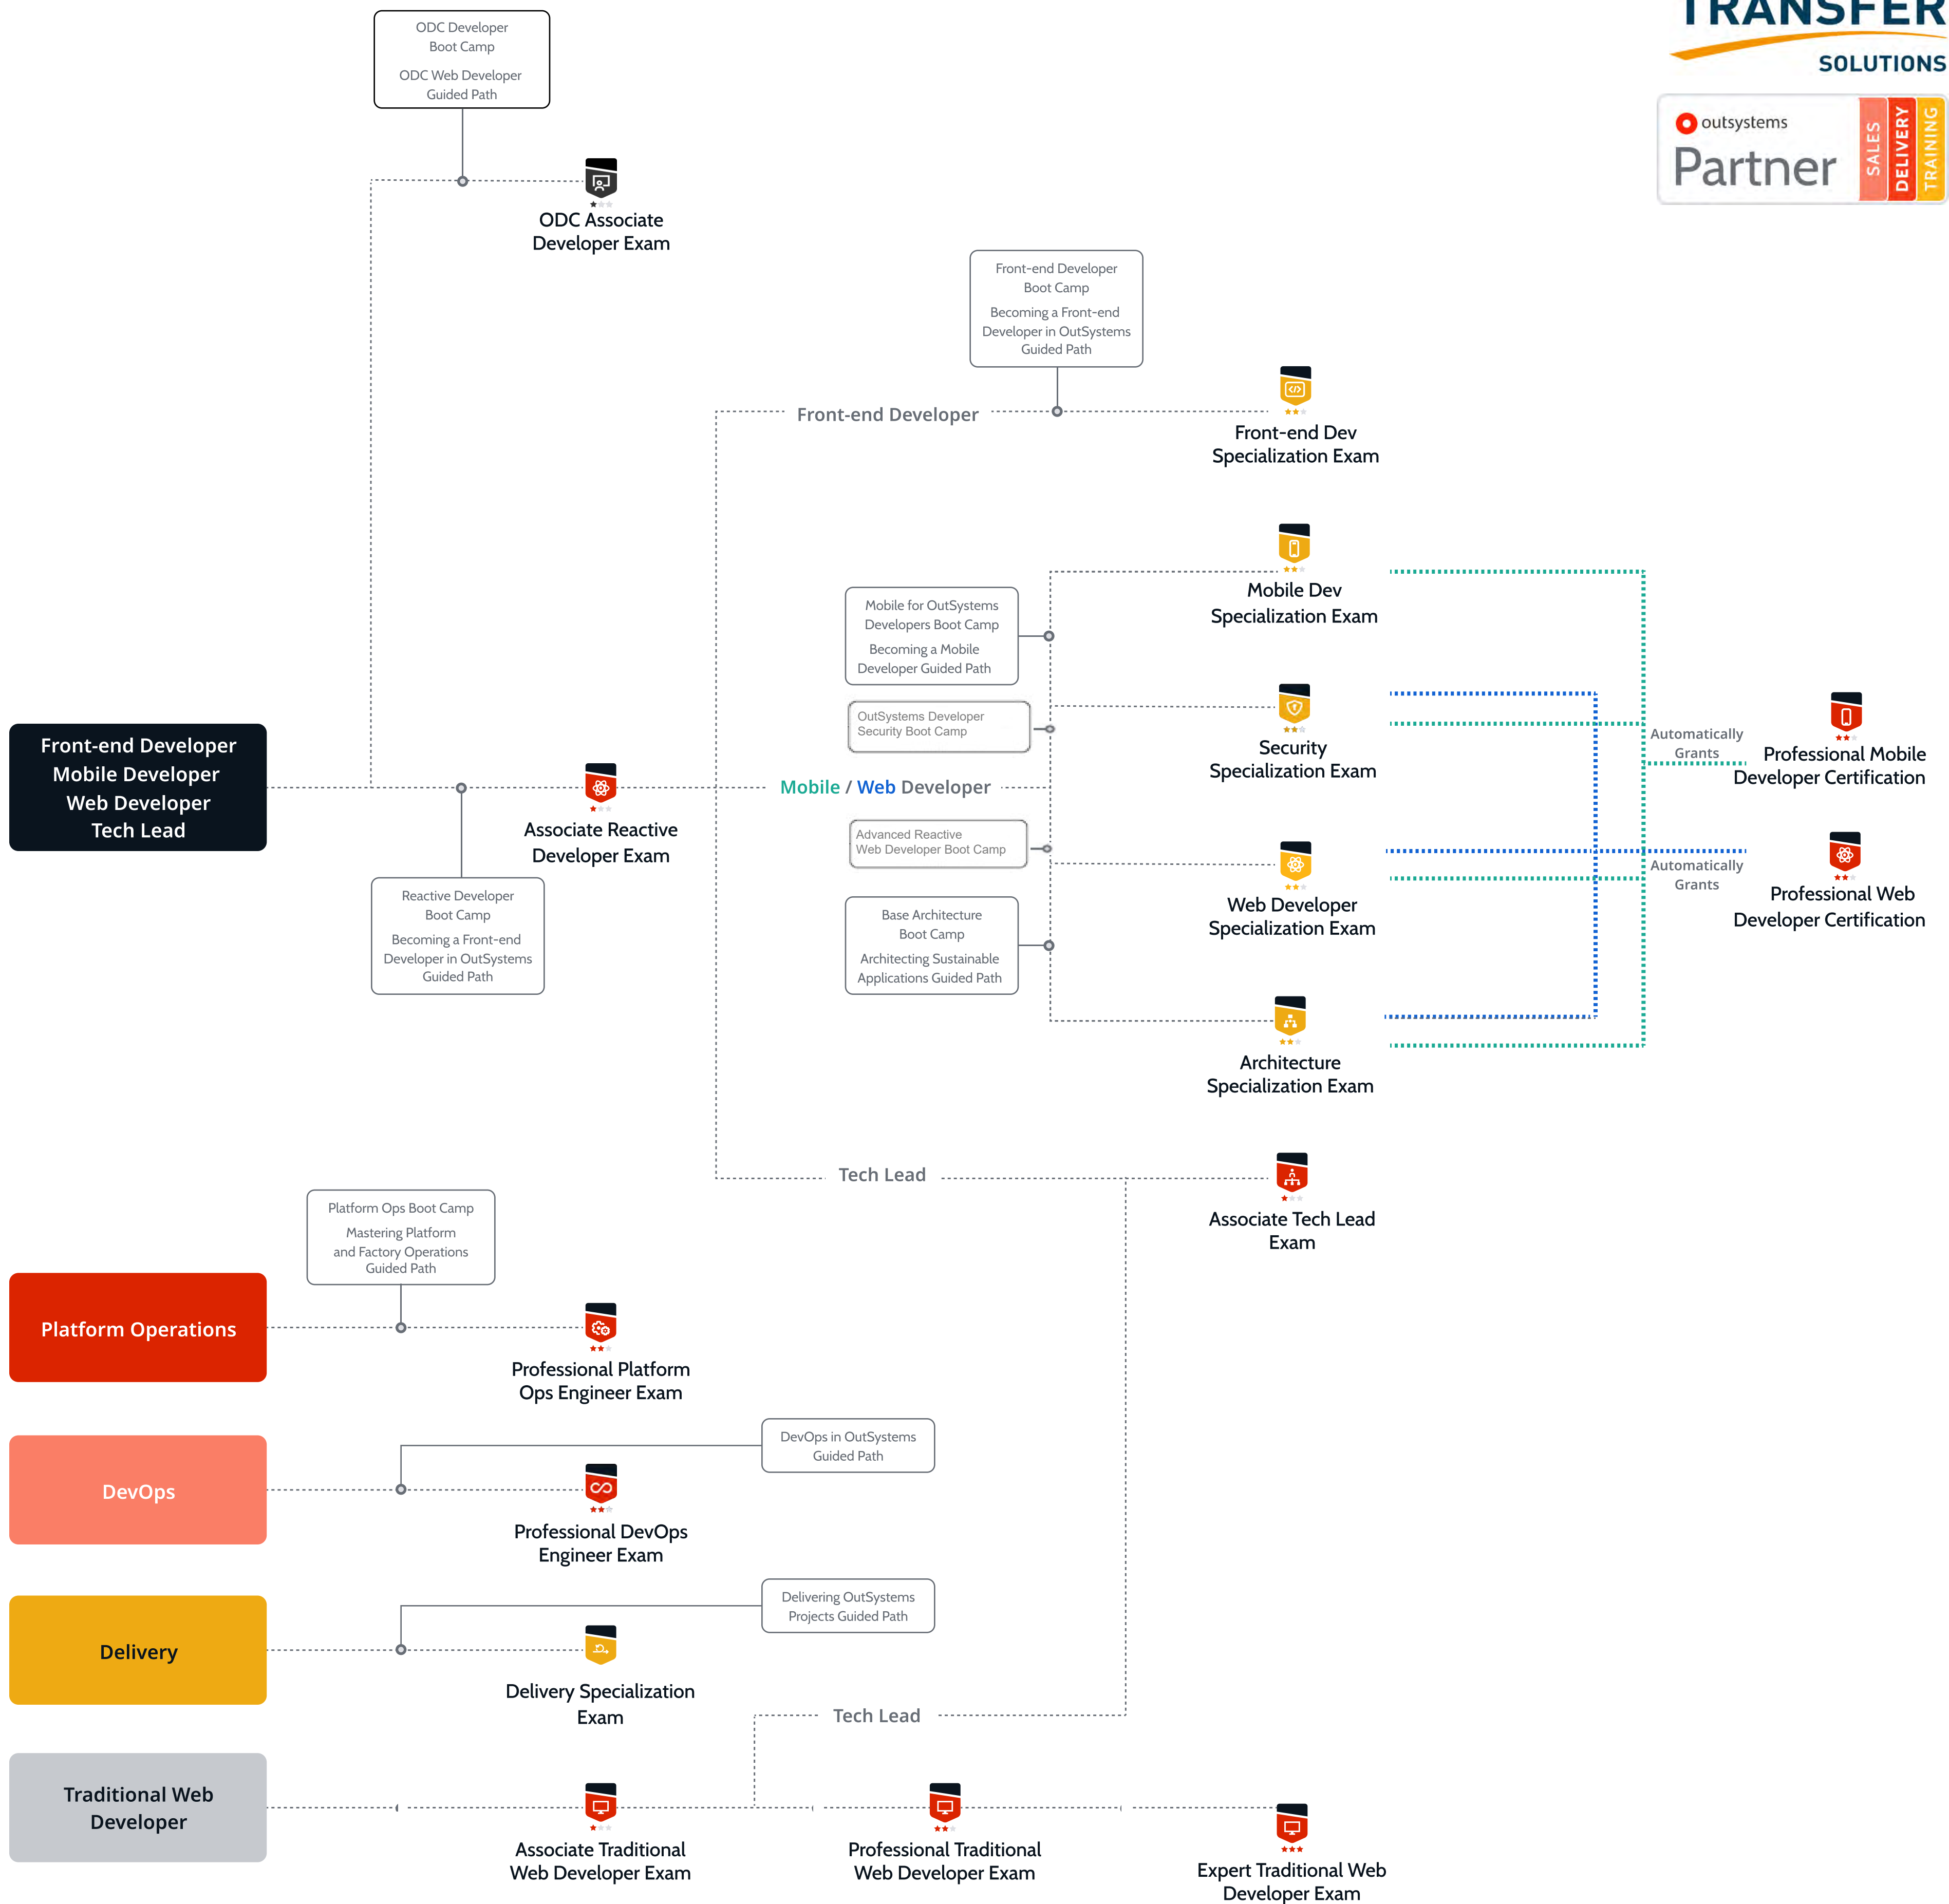 TRANSFER
SOLUTIONS
outsystems
Partner
SALES
DELIVERY
TRAINING
ODC Developer
Boot Camp
ODC Web Developer
Guided Path
ODC Associate
Developer Exam
Front-end Developer
Boot Camp
Becoming a Front-end
Developer in OutSystems
Guided Path
Front-end Developer
Front-end Dev
Specialization Exam
Mobile Dev
Specialization Exam
Mobile for OutSystems
Developers Boot Camp
Becoming a Mobile
Developer Guided Path
OutSystems Developer
Security Boot Camp
Security
Specialization Exam
Automatically
Grants
Professional Mobile
Developer Certification
Front-end Developer
Mobile Developer
Web Developer
Tech Lead
Associate Reactive
Developer Exam
Mobile / Web Developer
Advanced Reactive
Web Developer Boot Camp
Web Developer
Specialization Exam
Automatically
Grants
Professional Web
Developer Certification
Reactive Developer
Boot Camp
Becoming a Front-end
Developer in OutSystems
Guided Path
Base Architecture
Boot Camp
Architecting Sustainable
Applications Guided Path
Architecture
Specialization Exam
Tech Lead
Associate Tech Lead
Exam
Platform Ops Boot Camp
Mastering Platform
and Factory Operations
Guided Path
Platform Operations
Professional Platform
Ops Engineer Exam
DevOps in OutSystems
Guided Path
DevOps
Professional DevOps
Engineer Exam
Delivering OutSystems
Projects Guided Path
Delivery
Delivery Specialization
Exam
Tech Lead
Traditional Web
Developer
Associate Traditional
Web Developer Exam
Professional Traditional
Web Developer Exam
Expert Traditional Web
Developer Exam